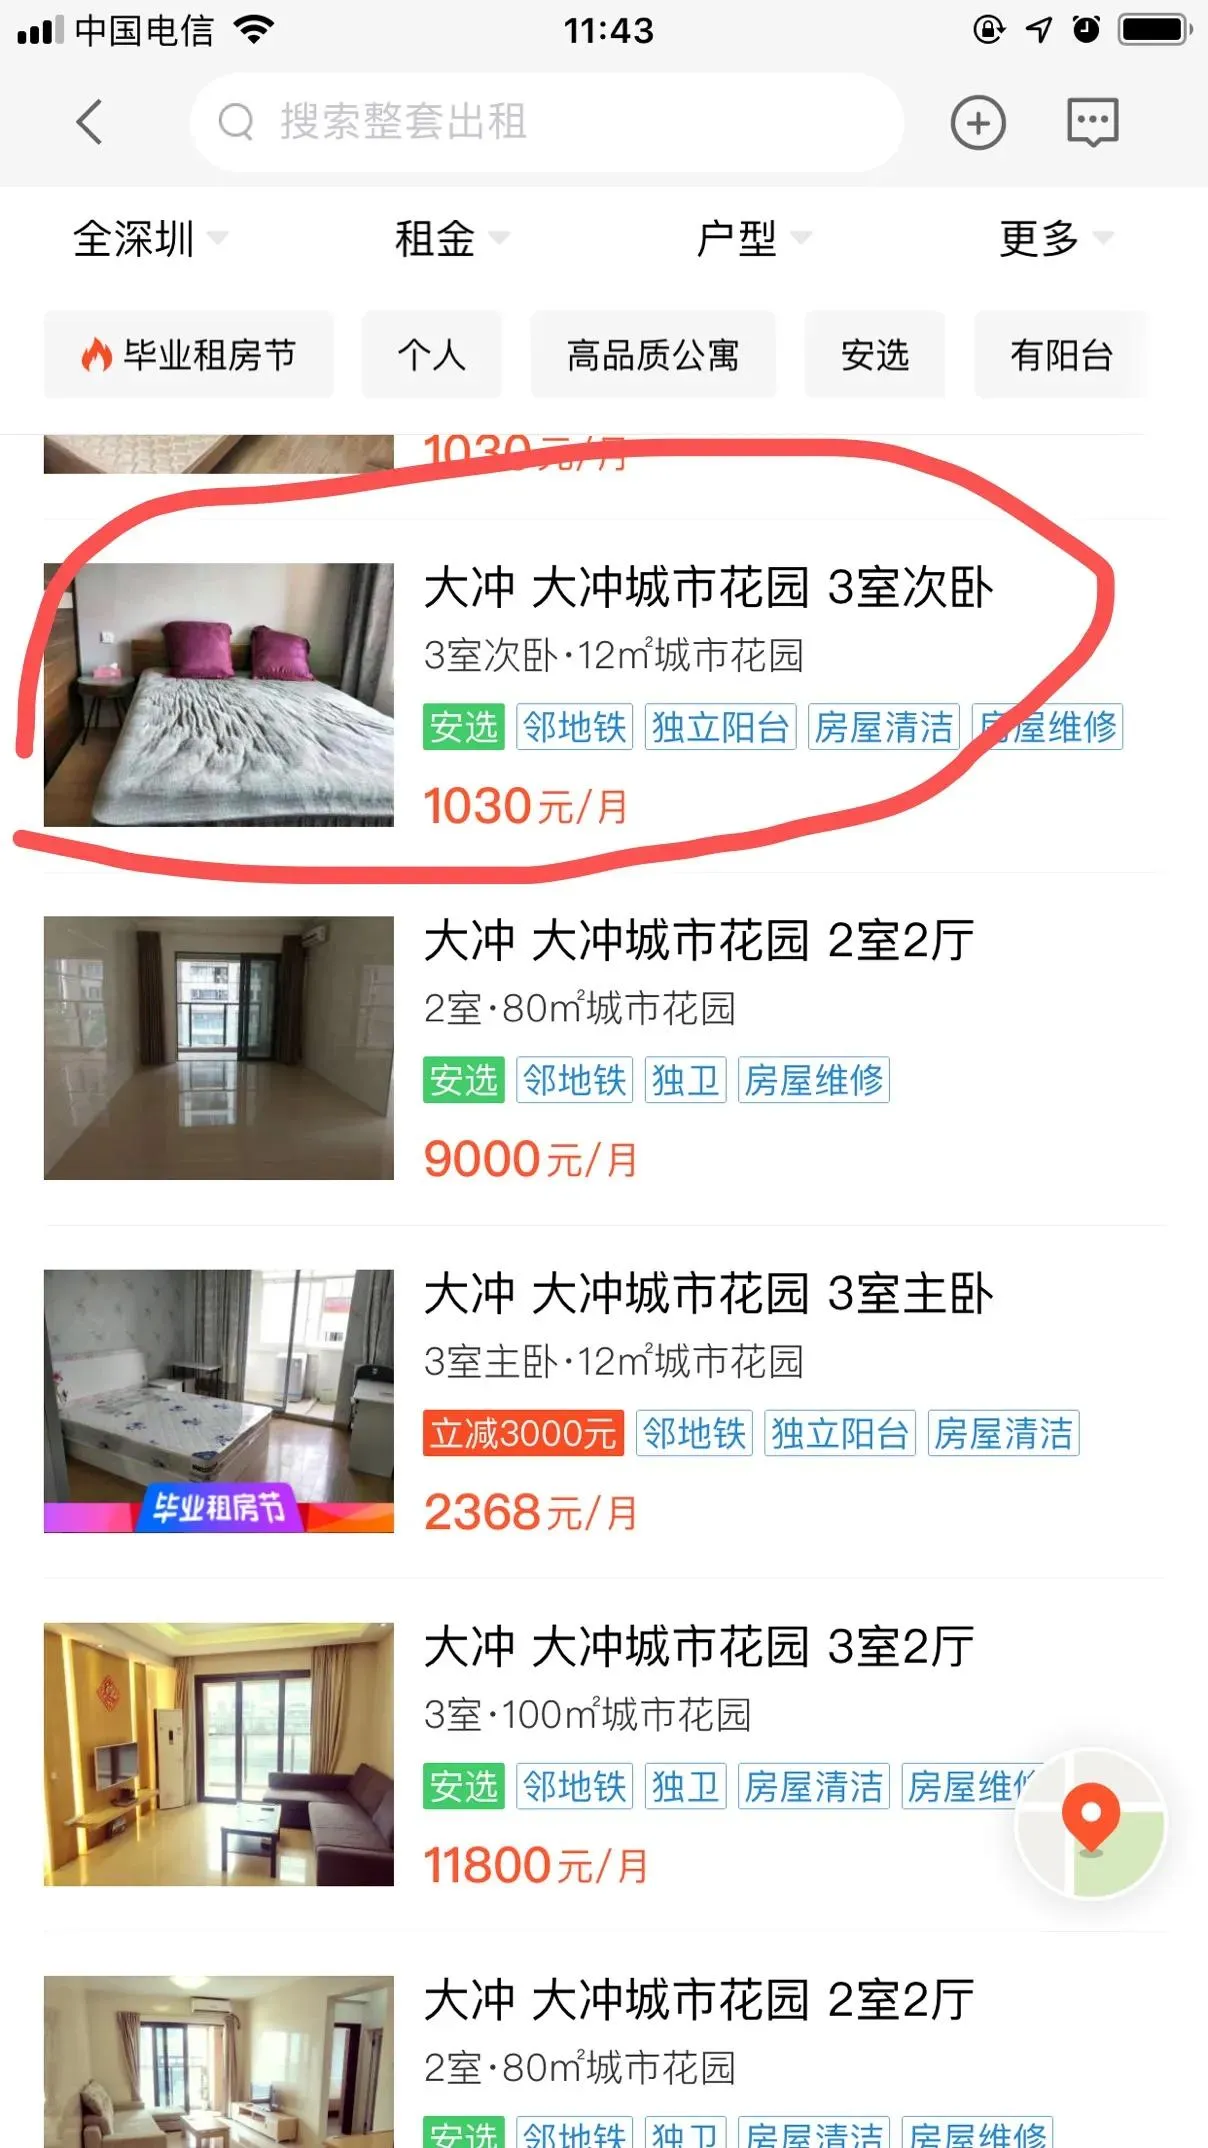 中国电信
11:43
搜索整套出租
全深圳 租金 户型 更多
毕业租房节 个人 高品质公寓 安选 有阳台
1030元/月
大冲 大冲城市花园 3室次卧
3室次卧·12㎡城市花园
安选 邻地铁 独立阳台 房屋清洁 房屋维修
1030元/月
大冲 大冲城市花园 2室2厅
2室·80㎡城市花园
安选 邻地铁 独卫 房屋维修
9000元/月
大冲 大冲城市花园 3室主卧
3室主卧·12㎡城市花园
立减3000元 邻地铁 独立阳台 房屋清洁
毕业租房节
2368元/月
大冲 大冲城市花园 3室2厅
3室·100㎡城市花园
安选 邻地铁 独卫 房屋清洁 房屋维修
11800元/月
大冲 大冲城市花园 2室2厅
2室·80㎡城市花园
安选 邻地铁 独卫 房屋清洁 房屋维修